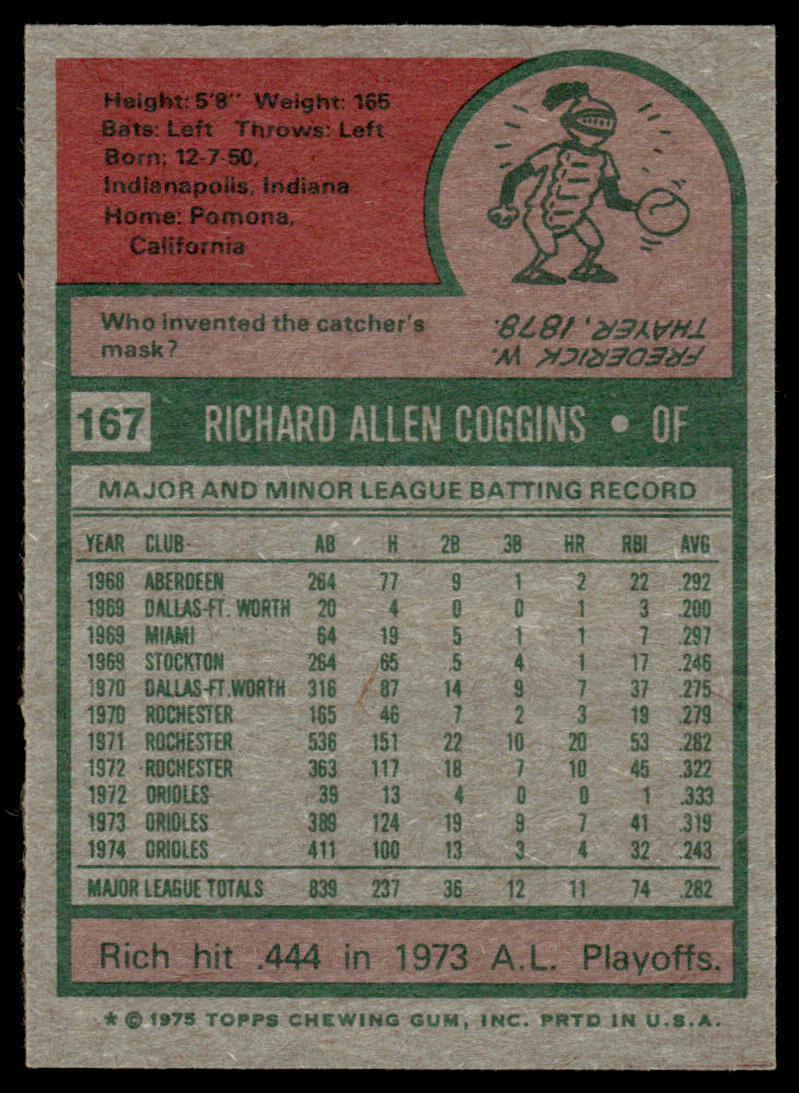 Height: 5'8" Weight: 165
Bats: Left Throws: Left
Born: 12-7-50,
Indianapolis, Indiana
Home: Pomona,
California
Who invented the catcher's
mask?
FREDERICK W.
THAYER, 1878.
167 RICHARD ALLEN COGGINS • OF
MAJOR AND MINOR LEAGUE BATTING RECORD
YEAR CLUB AB H 2B 3B HR RBI AVG
1968 ABERDEEN 264 77 9 1 2 22 .292
1969 DALLAS-FT. WORTH 20 4 0 0 1 3 .200
1969 MIAMI 64 19 5 1 1 7 .297
1969 STOCKTON 264 65 5 4 1 17 .246
1970 DALLAS-FT.WORTH 316 87 14 9 7 37 .275
1970 ROCHESTER 165 46 7 2 3 19 .279
1971 ROCHESTER 536 151 22 10 20 53 .282
1972 ROCHESTER 363 117 18 7 10 45 .322
1972 ORIOLES 39 13 4 0 0 1 .333
1973 ORIOLES 389 124 19 9 7 41 .319
1974 ORIOLES 411 100 13 3 4 32 .243
MAJOR LEAGUE TOTALS 839 237 36 12 11 74 .282
Rich hit .444 in 1973 A.L. Playoffs.
* © 1975 TOPPS CHEWING GUM, INC. PRTD IN U.S.A.